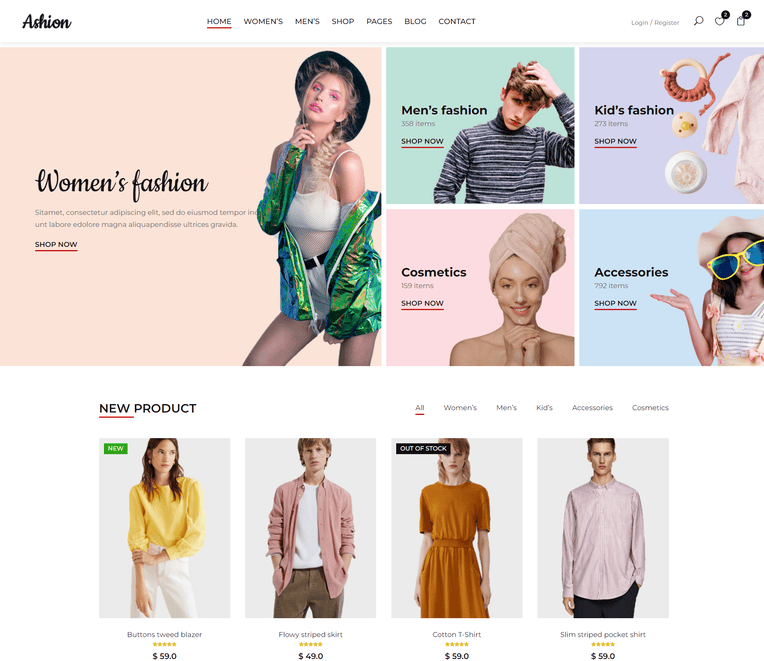 Ashion
HOME WOMEN'S MEN'S SHOP PAGES BLOG CONTACT
Login / Register
2
2
Women's fashion
Sitamet, consectetur adipiscing elit, sed do eiusmod tempor
unt labore edolore magna aliquapendisse ultrices gravida.
SHOP NOW
Men's fashion
358 items
SHOP NOW
Kid's fashion
273 items
SHOP NOW
Cosmetics
159 items
SHOP NOW
Accessories
792 items
SHOP NOW
NEW PRODUCT
All Women's Men's Kid's Accessories Cosmetics
NEW
OUT OF STOCK
Buttons tweed blazer
$ 59.0
Flowy striped skirt
$ 49.0
Cotton T-Shirt
$ 59.0
Slim striped pocket shirt
$ 59.0